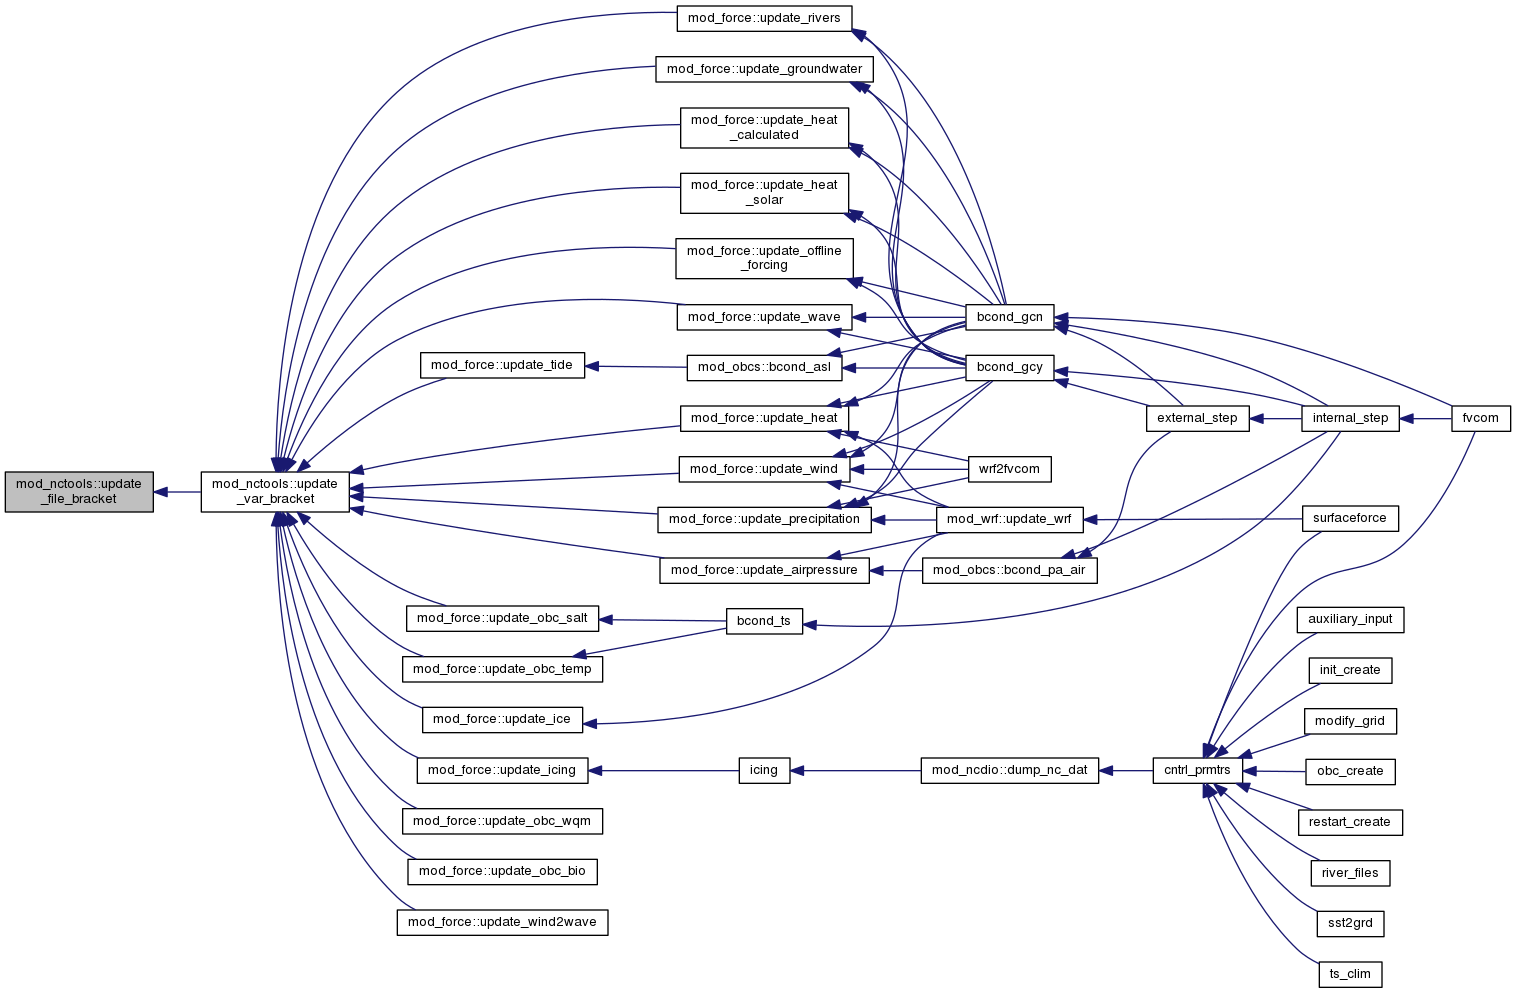 mod_nctools::update
_file_bracket
mod_nctools::update
_var_bracket
mod_force::update_rivers
mod_force::update_groundwater
mod_force::update_heat
_calculated
mod_force::update_heat
_solar
mod_force::update_offline
_forcing
mod_force::update_wave
mod_force::update_tide
mod_obcs::bcond_asl
mod_force::update_heat
mod_force::update_wind
mod_force::update_precipitation
mod_force::update_airpressure
mod_force::update_obc_salt
mod_force::update_obc_temp
mod_force::update_ice
mod_force::update_icing
mod_force::update_obc_wqm
mod_force::update_obc_bio
mod_force::update_wind2wave
bcond_ts
icing
bcond_gcn
bcond_gcy
wrf2fvcom
mod_wrf::update_wrf
mod_obcs::bcond_pa_air
mod_ncdio::dump_nc_dat
external_step
cntrl_prmtrs
internal_step
fvcom
surfaceforce
auxiliary_input
init_create
modify_grid
obc_create
restart_create
river_files
sst2grd
ts_clim